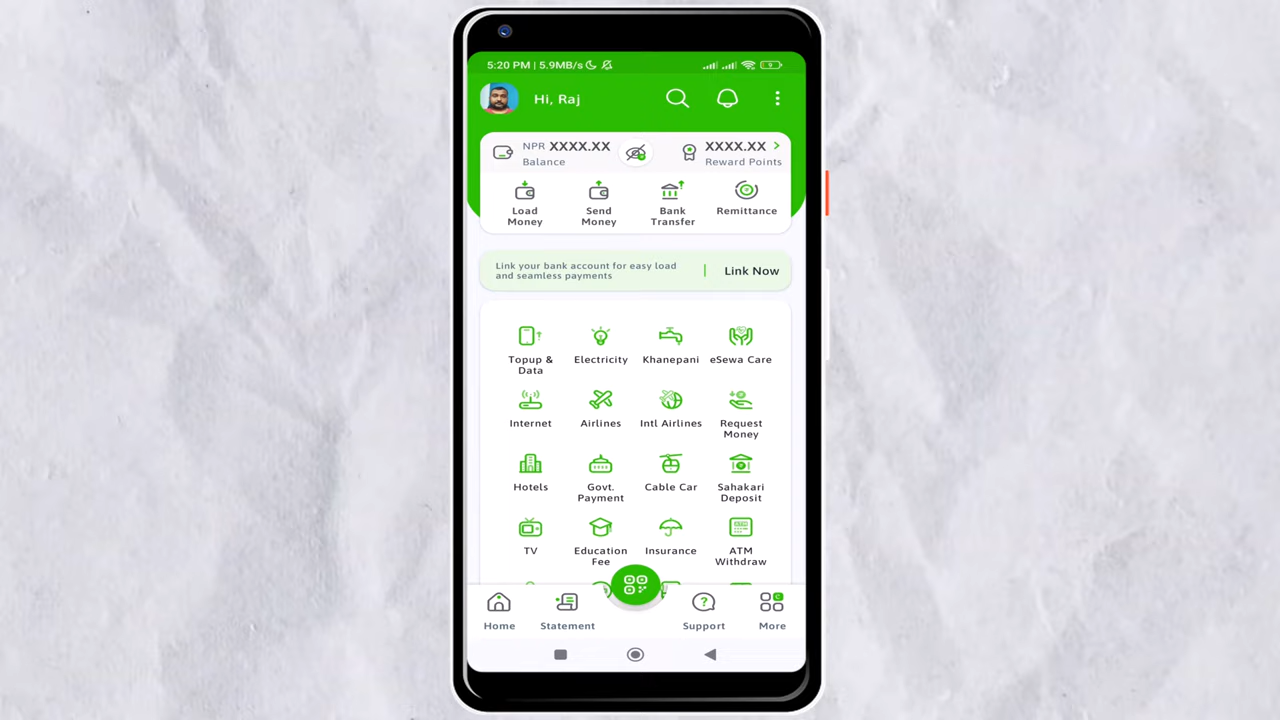 5:20 PM | 5.9MB/s
Hi, Raj
NPR XXXX.XX
Balance
XXXX.XX >
Reward Points
Load
Money
Send
Money
Bank
Transfer
Remittance
Link your bank account for easy load
and seamless payments
Link Now
Topup &
Data
Electricity
Khanepani
eSewa Care
Internet
Airlines
Intl Airlines
Request
Money
Hotels
Govt.
Payment
Cable Car
Sahakari
Deposit
TV
Education
Fee
Insurance
ATM
Withdraw
Home
Statement
Support
More